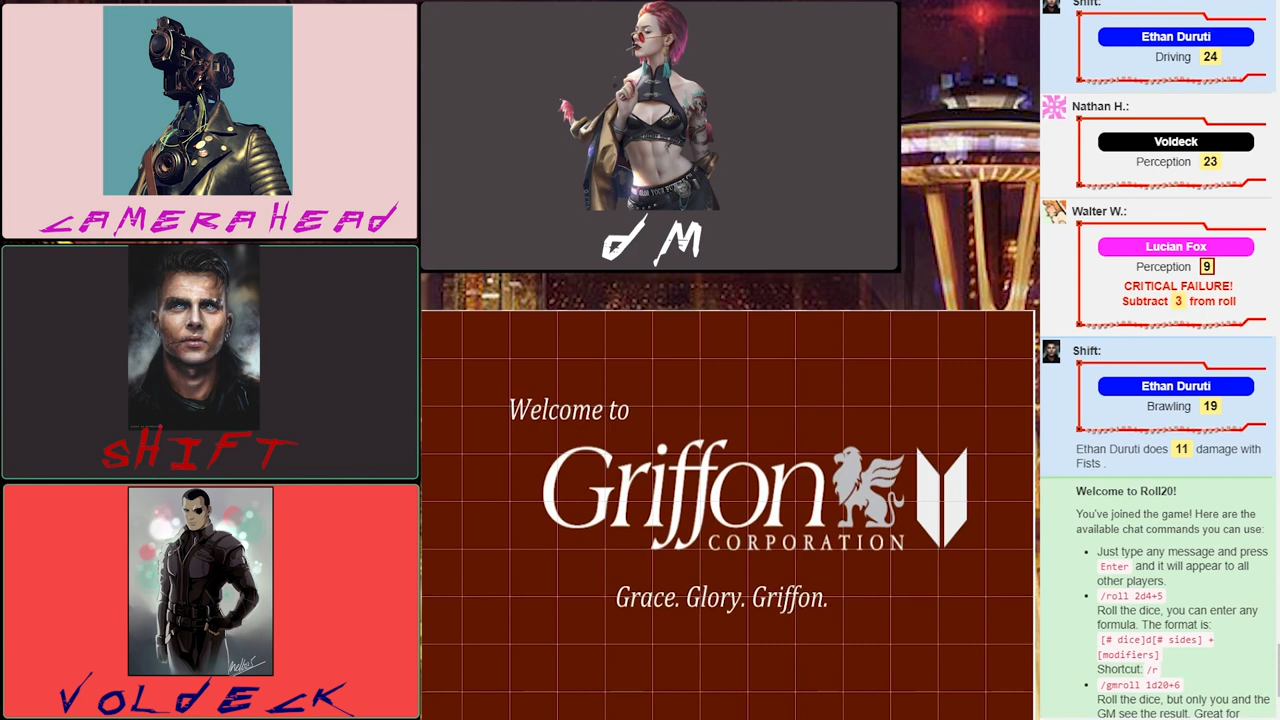 CAMERAHEAD
DM
SHIFT
VOLDECK
Welcome to
Griffon
CORPORATION
Grace. Glory. Griffon.
Shift:
Ethan Duruti
Driving 24
Nathan H.:
Voldeck
Perception 23
Walter W.:
Lucian Fox
Perception 9
CRITICAL FAILURE!
Subtract 3 from roll
Shift:
Ethan Duruti
Brawling 19
Ethan Duruti does 11 damage with
Fists .
Welcome to Roll20!
You've joined the game! Here are the
available chat commands you can use:
• Just type any message and press
Enter and it will appear to all
other players.
• /roll 2d4+5
Roll the dice, you can enter any
formula. The format is:
[# dice]d[# sides] +
[modifiers]
Shortcut: /r
• /gmroll 1d20+6
Roll the dice, but only you and the
GM see the result. Great for